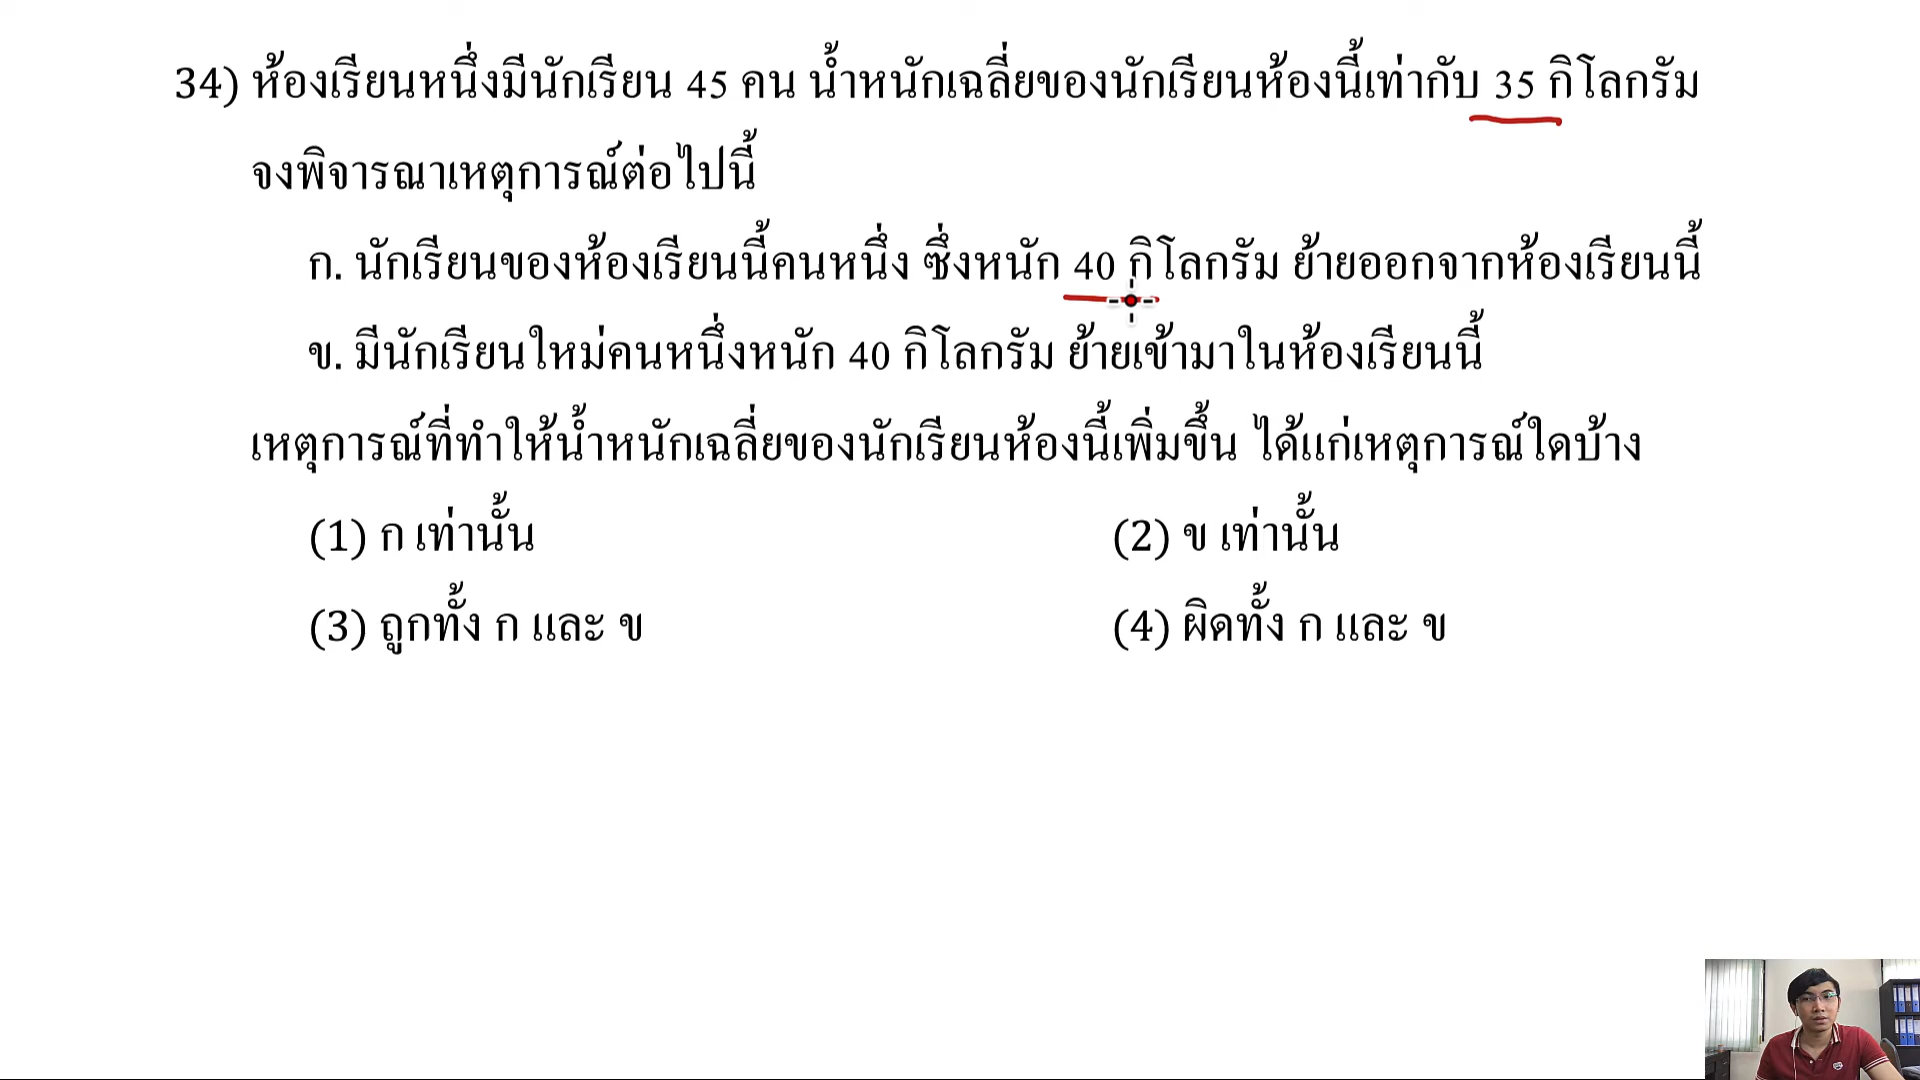 34) ห้องเรียนหนึ่งมีนักเรียน 45 คน น้ำหนักเฉลี่ยของนักเรียนห้องนี้เท่ากับ 35 กิโลกรัม
จงพิจารณาเหตุการณ์ต่อไปนี้
ก. นักเรียนของห้องเรียนนี้คนหนึ่ง ซึ่งหนัก 40 กิโลกรัม ย้ายออกจากห้องเรียนนี้
ข. มีนักเรียนใหม่คนหนึ่งหนัก 40 กิโลกรัม ย้ายเข้ามาในห้องเรียนนี้
เหตุการณ์ที่ทำให้น้ำหนักเฉลี่ยของนักเรียนห้องนี้เพิ่มขึ้น ได้แก่เหตุการณ์ใดบ้าง
(1) ก เท่านั้น (2) ข เท่านั้น
(3) ถูกทั้ง ก และ ข (4) ผิดทั้ง ก และ ข